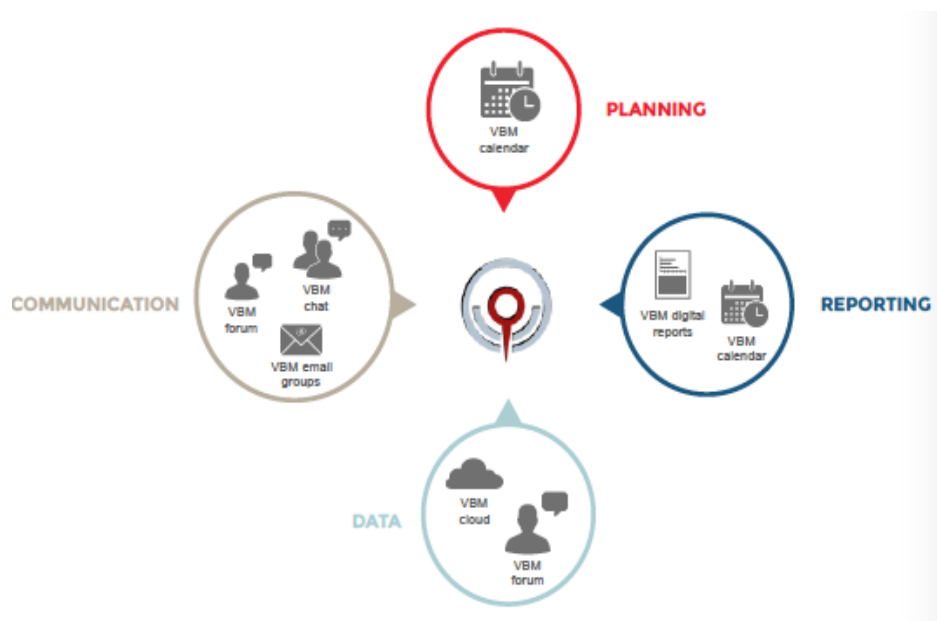 VBM
calendar
PLANNING
COMMUNICATION
VBM
forum
VBM
chat
VBM email
groups
VBM digital
reports
VBM
calendar
REPORTING
DATA
VBM
cloud
VBM
forum